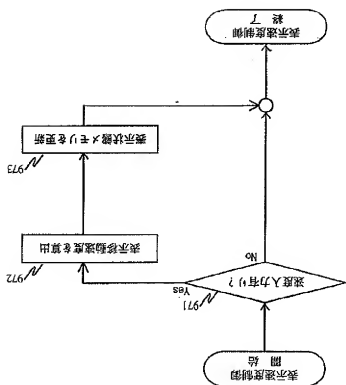 表示速度制御
開 始
971
速度入力有り?
Yes
No
972
表示移動速度を算出
973
表示状態メモリを更新
表示速度制御
終 了